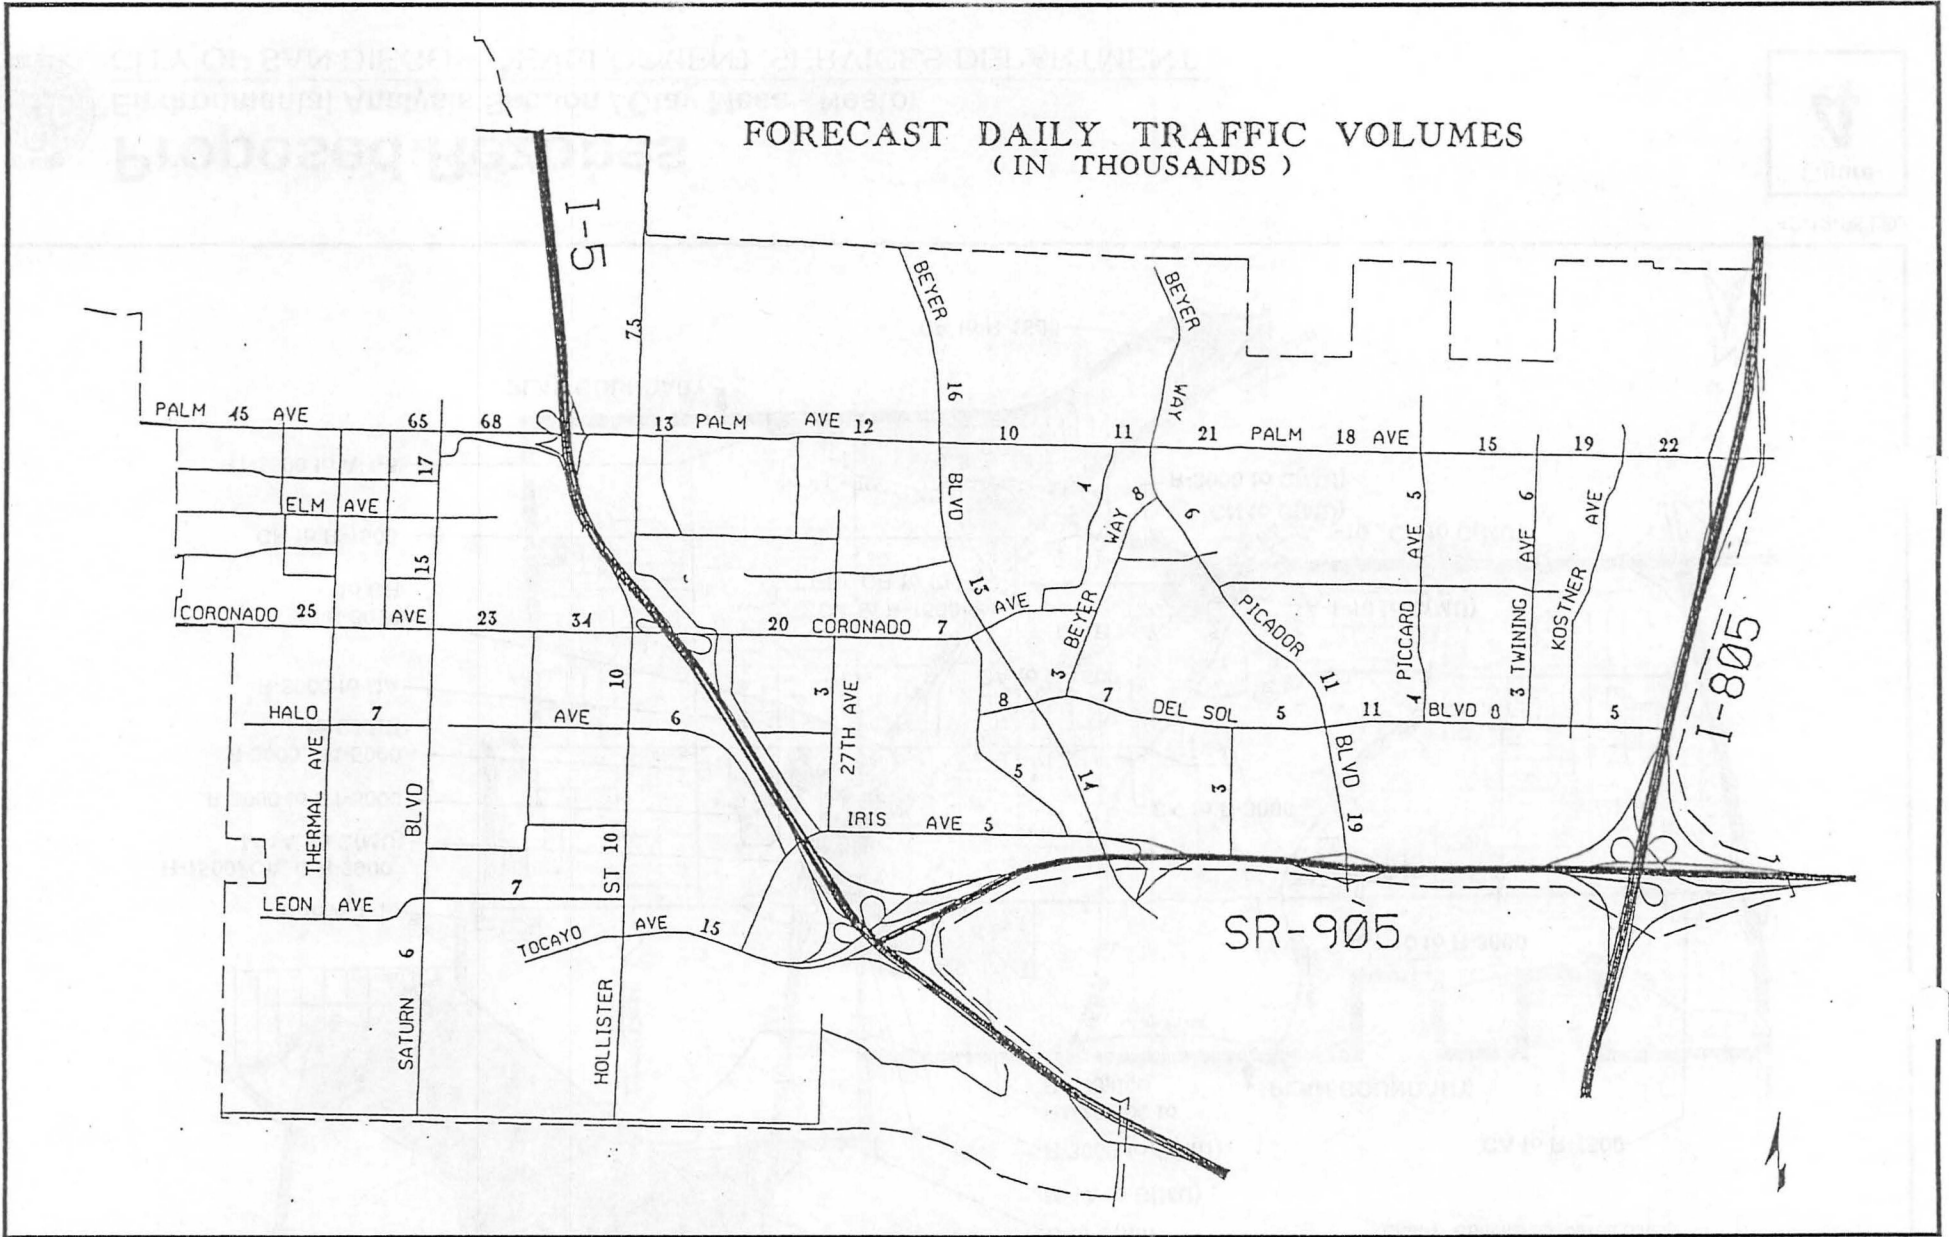 FORECAST DAILY TRAFFIC VOLUMES
( IN THOUSANDS )
I-5
75
BEYER
16
BLVD
13
14
BEYER
WAY
PALM 45 AVE 65 68 13 PALM AVE 12 10 11 21 PALM 18 AVE 15 19 22
17
ELM AVE
15
4
8
WAY
BEYER
3
9
PICADOR
11
BLVD
19
5
AVE
PICCARD
4
6
AVE
TWINING
3
AVE
KOSTNER
I-805
CORONADO 25 AVE 23 34 20 CORONADO 7 AVE
10
3
27TH AVE
HALO 7 AVE 6
8 7 DEL SOL 5 11 BLVD 8 5
THERMAL AVE
BLVD
10
ST
5
3
IRIS AVE 5
LEON AVE
7
TOCAYO AVE 15
SR-905
6
SATURN
HOLLISTER